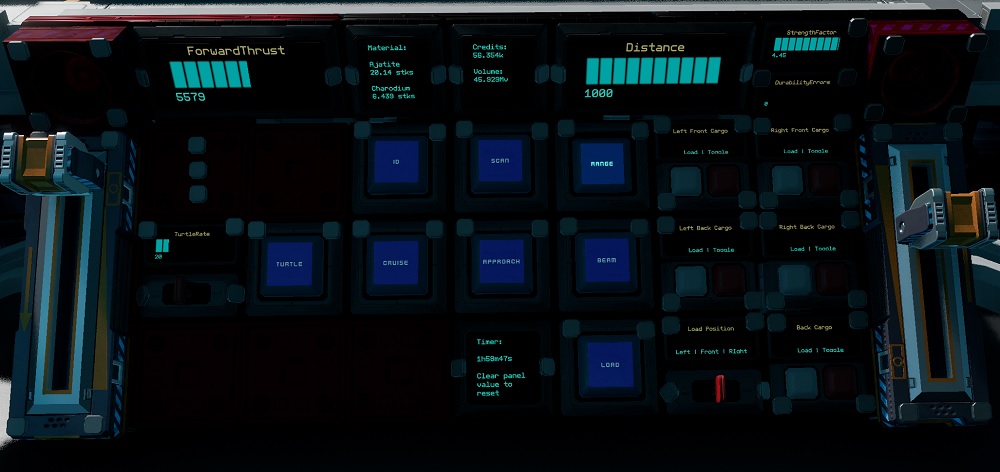 ForwardThrust
5579
Material:
Ajatite
20.14 stks
Charodium
6.439 stks
Credits:
56.354k
Volume:
45.929Mv
Distance
1000
StrengthFactor
4.45
DurabilityErrors
0
ID
SCAN
RANGE
Left Front Cargo
Load | Toggle
Right Front Cargo
Load | Toggle
TurtleRate
20
TURTLE
CRUISE
APPROACH
BEAM
Left Back Cargo
Load | Toggle
Right Back Cargo
Load | Toggle
Timer:
1h59m47s
Clear panel
value to
reset
LOAD
Load Position
Left | Front | Right
Back Cargo
Load | Toggle